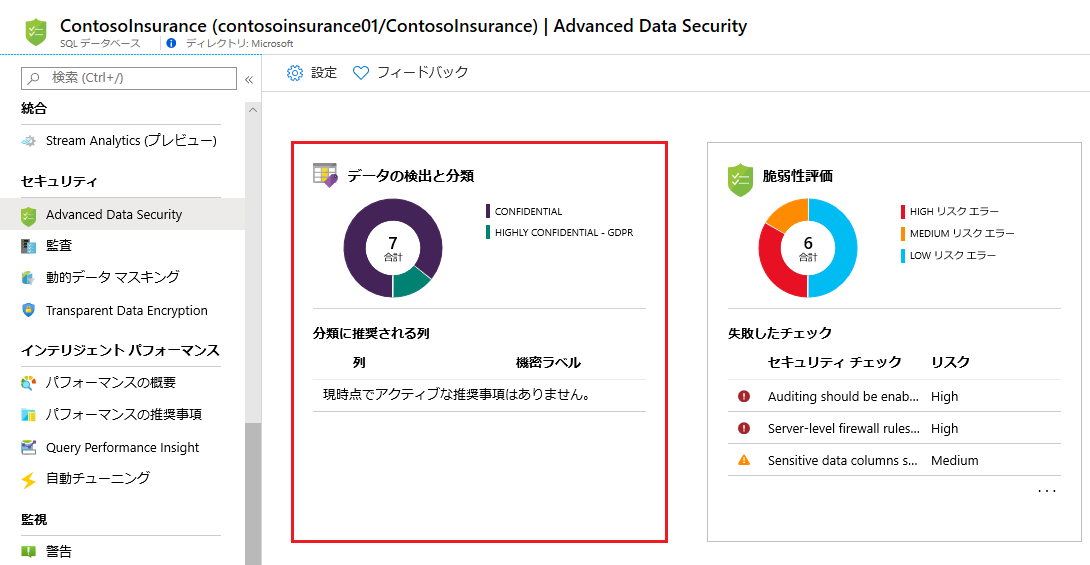 ContosoInsurance (contosoinsurance01/ContosoInsurance) | Advanced Data Security
SQL データベース ディレクトリ: Microsoft
検索 (Ctrl+/)
統合
Stream Analytics (プレビュー)
セキュリティ
Advanced Data Security
監査
動的データ マスキング
Transparent Data Encryption
インテリジェント パフォーマンス
パフォーマンスの概要
パフォーマンスの推奨事項
Query Performance Insight
自動チューニング
監視
警告
設定 フィードバック
データの検出と分類
7
合計
CONFIDENTIAL
HIGHLY CONFIDENTIAL - GDPR
分類に推奨される列
列 機密ラベル
現時点でアクティブな推奨事項はありません。
脆弱性評価
6
合計
HIGH リスク エラー
MEDIUM リスク エラー
LOW リスク エラー
失敗したチェック
セキュリティ チェック リスク
Auditing should be enab... High
Server-level firewall rules... High
Sensitive data columns s... Medium
...